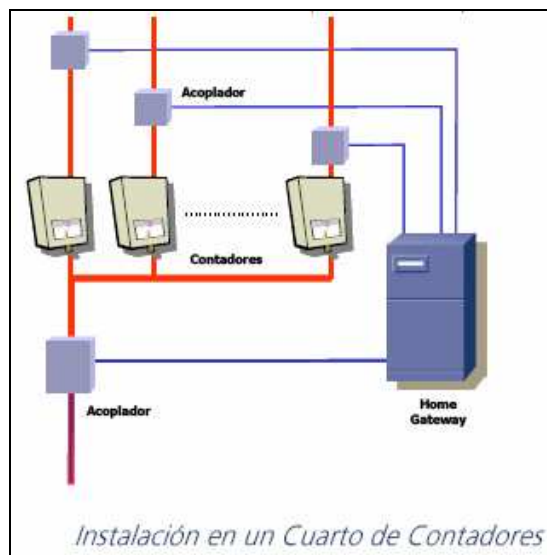 Acoplador
Contadores
Acoplador
Home
Gateway
Instalación en un Cuarto de Contadores